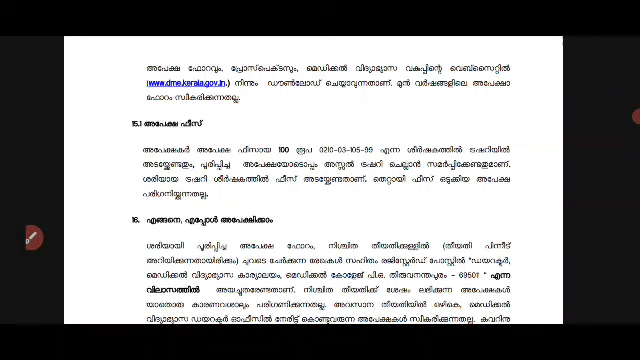 അപേക്ഷ ഫോറവും, പ്രോസ്പെക്ടസും, മെഡിക്കൽ വിദ്യാഭ്യാസ വകുപ്പിന്റെ വെബ്സൈറ്റിൽ
(www.dme.kerala.gov.in.) നിന്നും ഡൗൺലോഡ് ചെയ്യാവുന്നതാണ്. മുൻ വർഷങ്ങളിലെ അപേക്ഷാ
ഫോറം സ്വീകരിക്കുന്നതല്ല.
15.1 അപേക്ഷ ഫീസ്
അപേക്ഷകർ അപേക്ഷ ഫീസായ 100 രൂപ 0210-03-105-99 എന്ന ശീർഷകത്തിൽ ട്രഷറിയിൽ
അടയ്ക്കേണ്ടതും, പൂരിപ്പിച്ച അപേക്ഷയോടൊപ്പം അസ്സൽ ട്രഷറി ചെല്ലാൻ സമർപ്പിക്കേണ്ടതുമാണ്.
ശരിയായ ട്രഷറി ശീർഷകത്തിൽ ഫീസ് അടയ്ക്കേണ്ടതാണ്. തെറ്റായി ഫീസ് ഒടുക്കിയ അപേക്ഷ
പരിഗണിയ്ക്കുന്നതല്ല.
16. എങ്ങനെ, എപ്പോൾ അപേക്ഷിക്കാം
ശരിയായി പൂരിപ്പിച്ച അപേക്ഷ ഫോറം, നിശ്ചിത തീയതിക്കുള്ളിൽ (തീയതി പിന്നീട്
അറിയിക്കുന്നതായിരിക്കും) ചുവടെ ചേർക്കുന്ന രേഖകൾ സഹിതം രജിസ്റ്റേർഡ് പോസ്റ്റിൽ "ഡയറക്ടർ,
മെഡിക്കൽ വിദ്യാഭ്യാസ കാര്യാലയം, മെഡിക്കൽ കോളേജ് പി.ഒ, തിരുവനന്തപുരം – 695011 " എന്ന
വിലാസത്തിൽ അയച്ചുതരേണ്ടതാണ്. നിശ്ചിത തീയതിക്ക് ശേഷം ലഭിക്കുന്ന അപേക്ഷകൾ
യാതൊരു കാരണവശാലും പരിഗണിക്കുന്നതല്ല. അവസാന തീയതിയിൽ ഒഴികെ, മെഡിക്കൽ
വിദ്യാഭ്യാസ ഡയറക്ടർ ഓഫീസിൽ നേരിട്ട് കൊണ്ടുവരുന്ന അപേക്ഷകൾ സ്വീകരിക്കുന്നതല്ല. കവറിനു